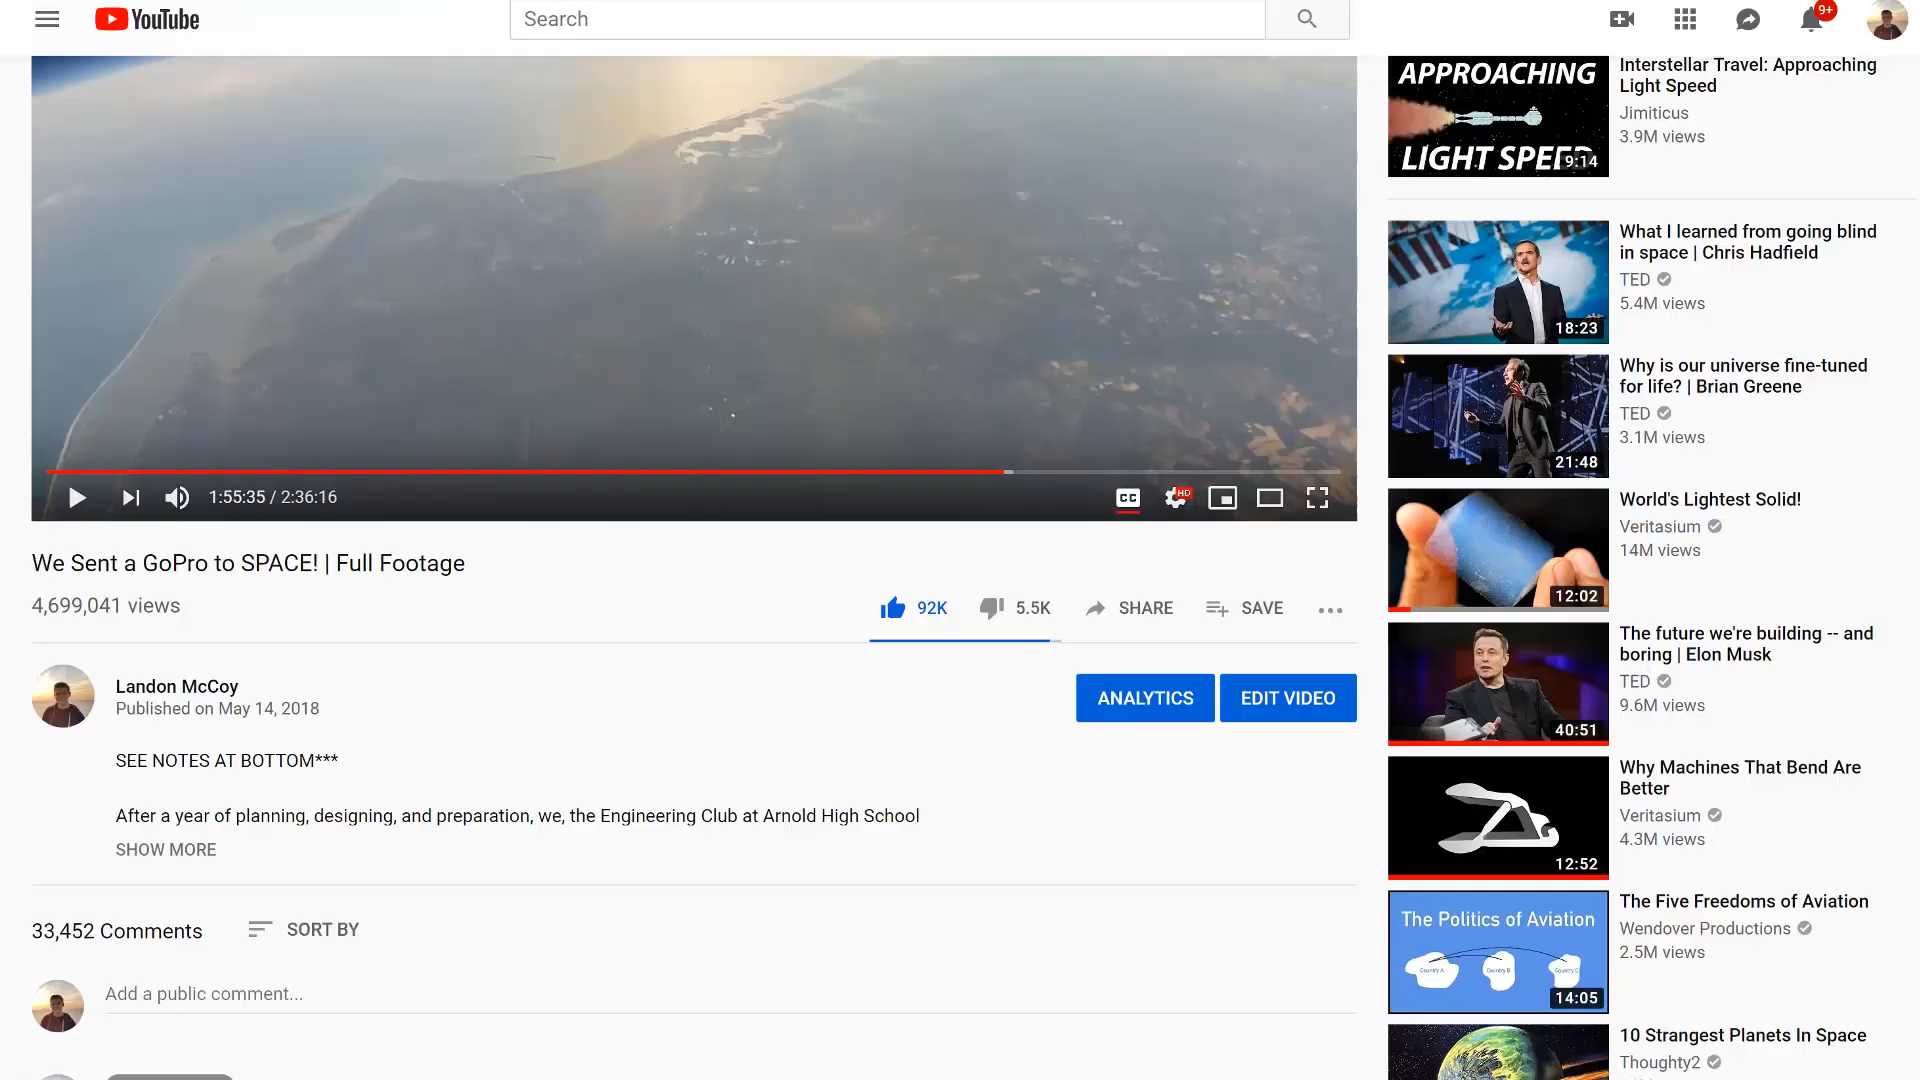 YouTube
Search
9+
1:55:35 / 2:36:16
CC
HD
We Sent a GoPro to SPACE! | Full Footage
4,699,041 views
92K
5.5K
SHARE
SAVE
Landon McCoy
Published on May 14, 2018
ANALYTICS
EDIT VIDEO
SEE NOTES AT BOTTOM***
After a year of planning, designing, and preparation, we, the Engineering Club at Arnold High School
SHOW MORE
33,452 Comments
SORT BY
Add a public comment...
APPROACHING
LIGHT SPEED
9:14
Interstellar Travel: Approaching
Light Speed
Jimiticus
3.9M views
18:23
What I learned from going blind
in space | Chris Hadfield
TED
5.4M views
21:48
Why is our universe fine-tuned
for life? | Brian Greene
TED
3.1M views
12:02
World's Lightest Solid!
Veritasium
14M views
40:51
The future we're building -- and
boring | Elon Musk
TED
9.6M views
12:52
Why Machines That Bend Are
Better
Veritasium
4.3M views
The Politics of Aviation
Country A
Country B
Country C
14:05
The Five Freedoms of Aviation
Wendover Productions
2.5M views
10 Strangest Planets In Space
Thoughty2